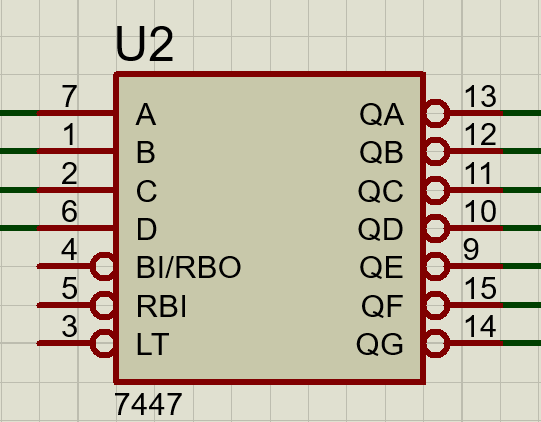 U2
7 A QA 13
1 B QB 12
2 C QC 11
6 D QD 10
4 BI/RBO QE 9
5 RBI QF 15
3 LT QG 14
7447